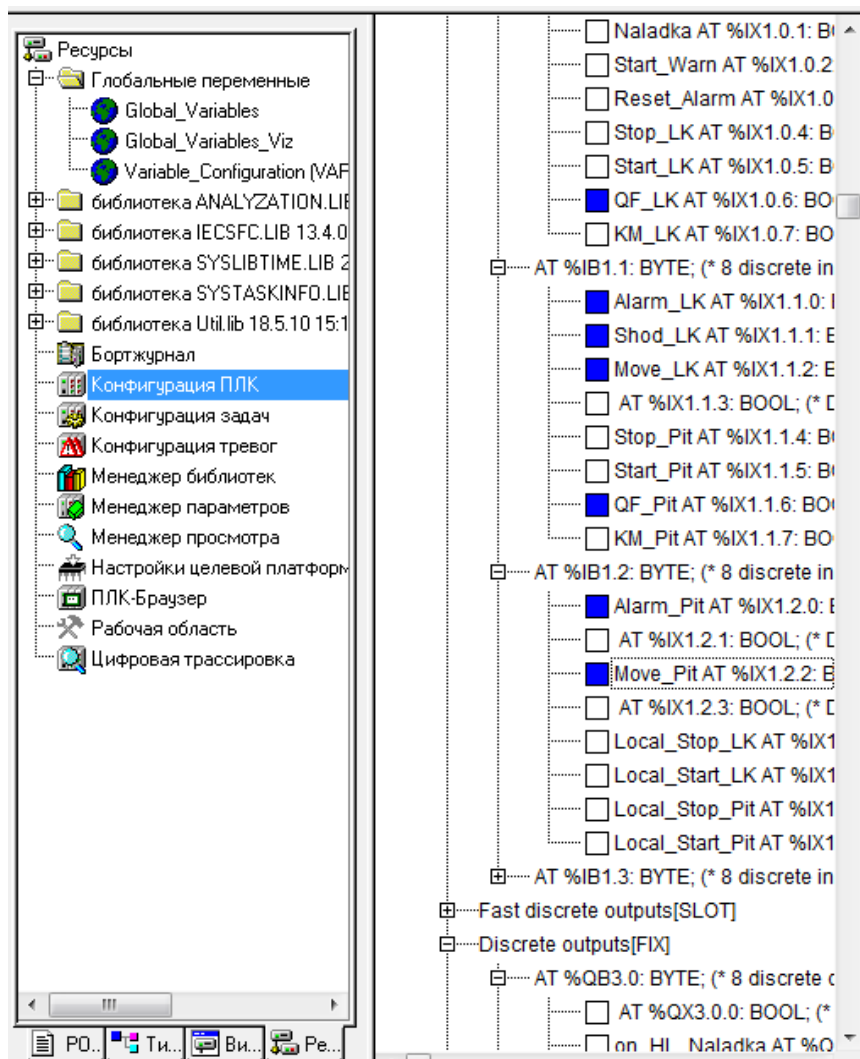 Ресурсы
Глобальные переменные
Global_Variables
Global_Variables_Viz
Variable_Configuration (VAF
библиотека ANALYZATION.LIE
библиотека IECSFC.LIB 13.4.0
библиотека SYSLIBTIME.LIB 2
библиотека SYSTASKINFO.LIE
библиотека Util.lib 18.5.10 15:1
Бортжурнал
Конфигурация ПЛК
Конфигурация задач
Конфигурация тревог
Менеджер библиотек
Менеджер параметров
Менеджер просмотра
Настройки целевой платформ
ПЛК-Браузер
Рабочая область
Цифровая трассировка
PO...
Ти...
Ви...
Ре...
Naladka AT %IX1.0.1: B
Start_Warn AT %IX1.0.2
Reset_Alarm AT %IX1.0
Stop_LK AT %IX1.0.4: B
Start_LK AT %IX1.0.5: B
QF_LK AT %IX1.0.6: BO
KM_LK AT %IX1.0.7: BO
AT %IB1.1: BYTE; (* 8 discrete in
Alarm_LK AT %IX1.1.0:
Shod_LK AT %IX1.1.1: E
Move_LK AT %IX1.1.2: E
AT %IX1.1.3: BOOL; (* D
Stop_Pit AT %IX1.1.4: B
Start_Pit AT %IX1.1.5: B
QF_Pit AT %IX1.1.6: BO
KM_Pit AT %IX1.1.7: BO
AT %IB1.2: BYTE; (* 8 discrete in
Alarm_Pit AT %IX1.2.0: E
AT %IX1.2.1: BOOL; (* D
Move_Pit AT %IX1.2.2: B
AT %IX1.2.3: BOOL; (* D
Local_Stop_LK AT %IX1
Local_Start_LK AT %IX1
Local_Stop_Pit AT %IX1
Local_Start_Pit AT %IX1
AT %IB1.3: BYTE; (* 8 discrete in
Fast discrete outputs[SLOT]
Discrete outputs[FIX]
AT %QB3.0: BYTE; (* 8 discrete o
AT %QX3.0.0: BOOL; (*
on_HL_Naladka AT %Q